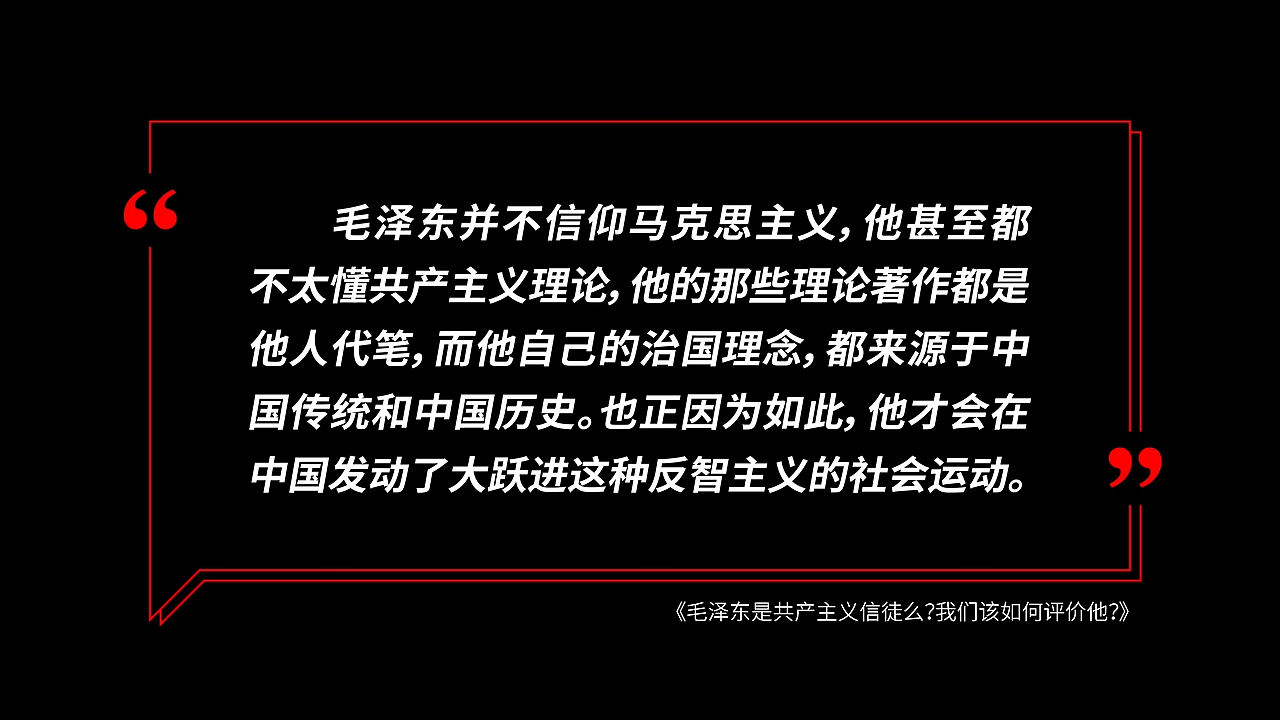 “
毛泽东并不信仰马克思主义，他甚至都
不太懂共产主义理论，他的那些理论著作都是
他人代笔，而他自己的治国理念，都来源于中
国传统和中国历史。也正因为如此，他才会在
中国发动了大跃进这种反智主义的社会运动。
”
《毛泽东是共产主义信徒么？我们该如何评价他？》